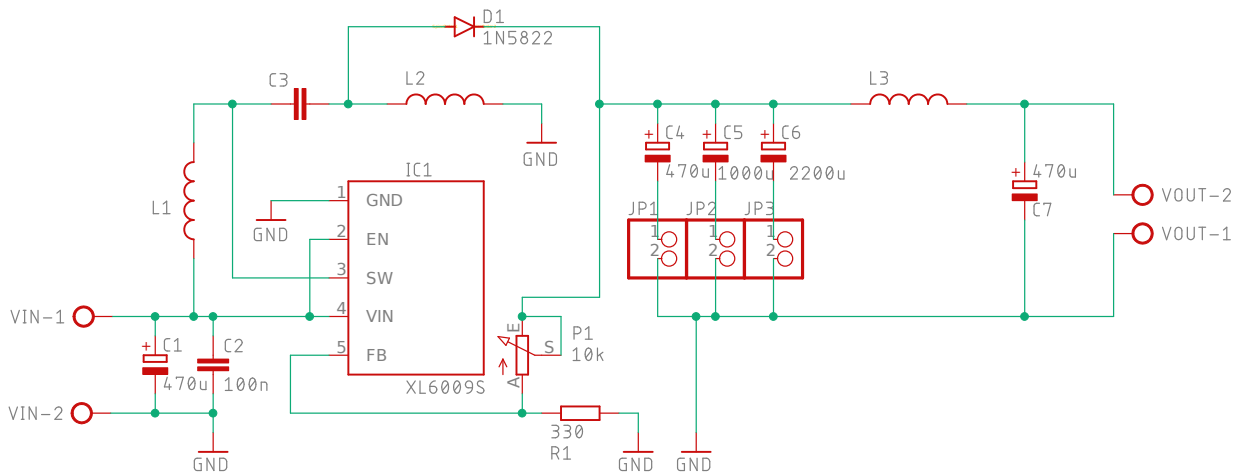 D1
1N5822
C3
L2
L3
GND
+ C4
470u
+ C5
1000u
+ C6
2200u
+ 470u
C7
IC1
1 GND
2 EN
3 SW
4 VIN
5 FB
XL6009S
GND
L1
JP1
1
2
JP2
1
2
JP3
1
2
VOUT-2
VOUT-1
VIN-1
+ C1
470u
C2
100n
VIN-2
GND
E
S
A
P1
10k
330
R1
GND
GND